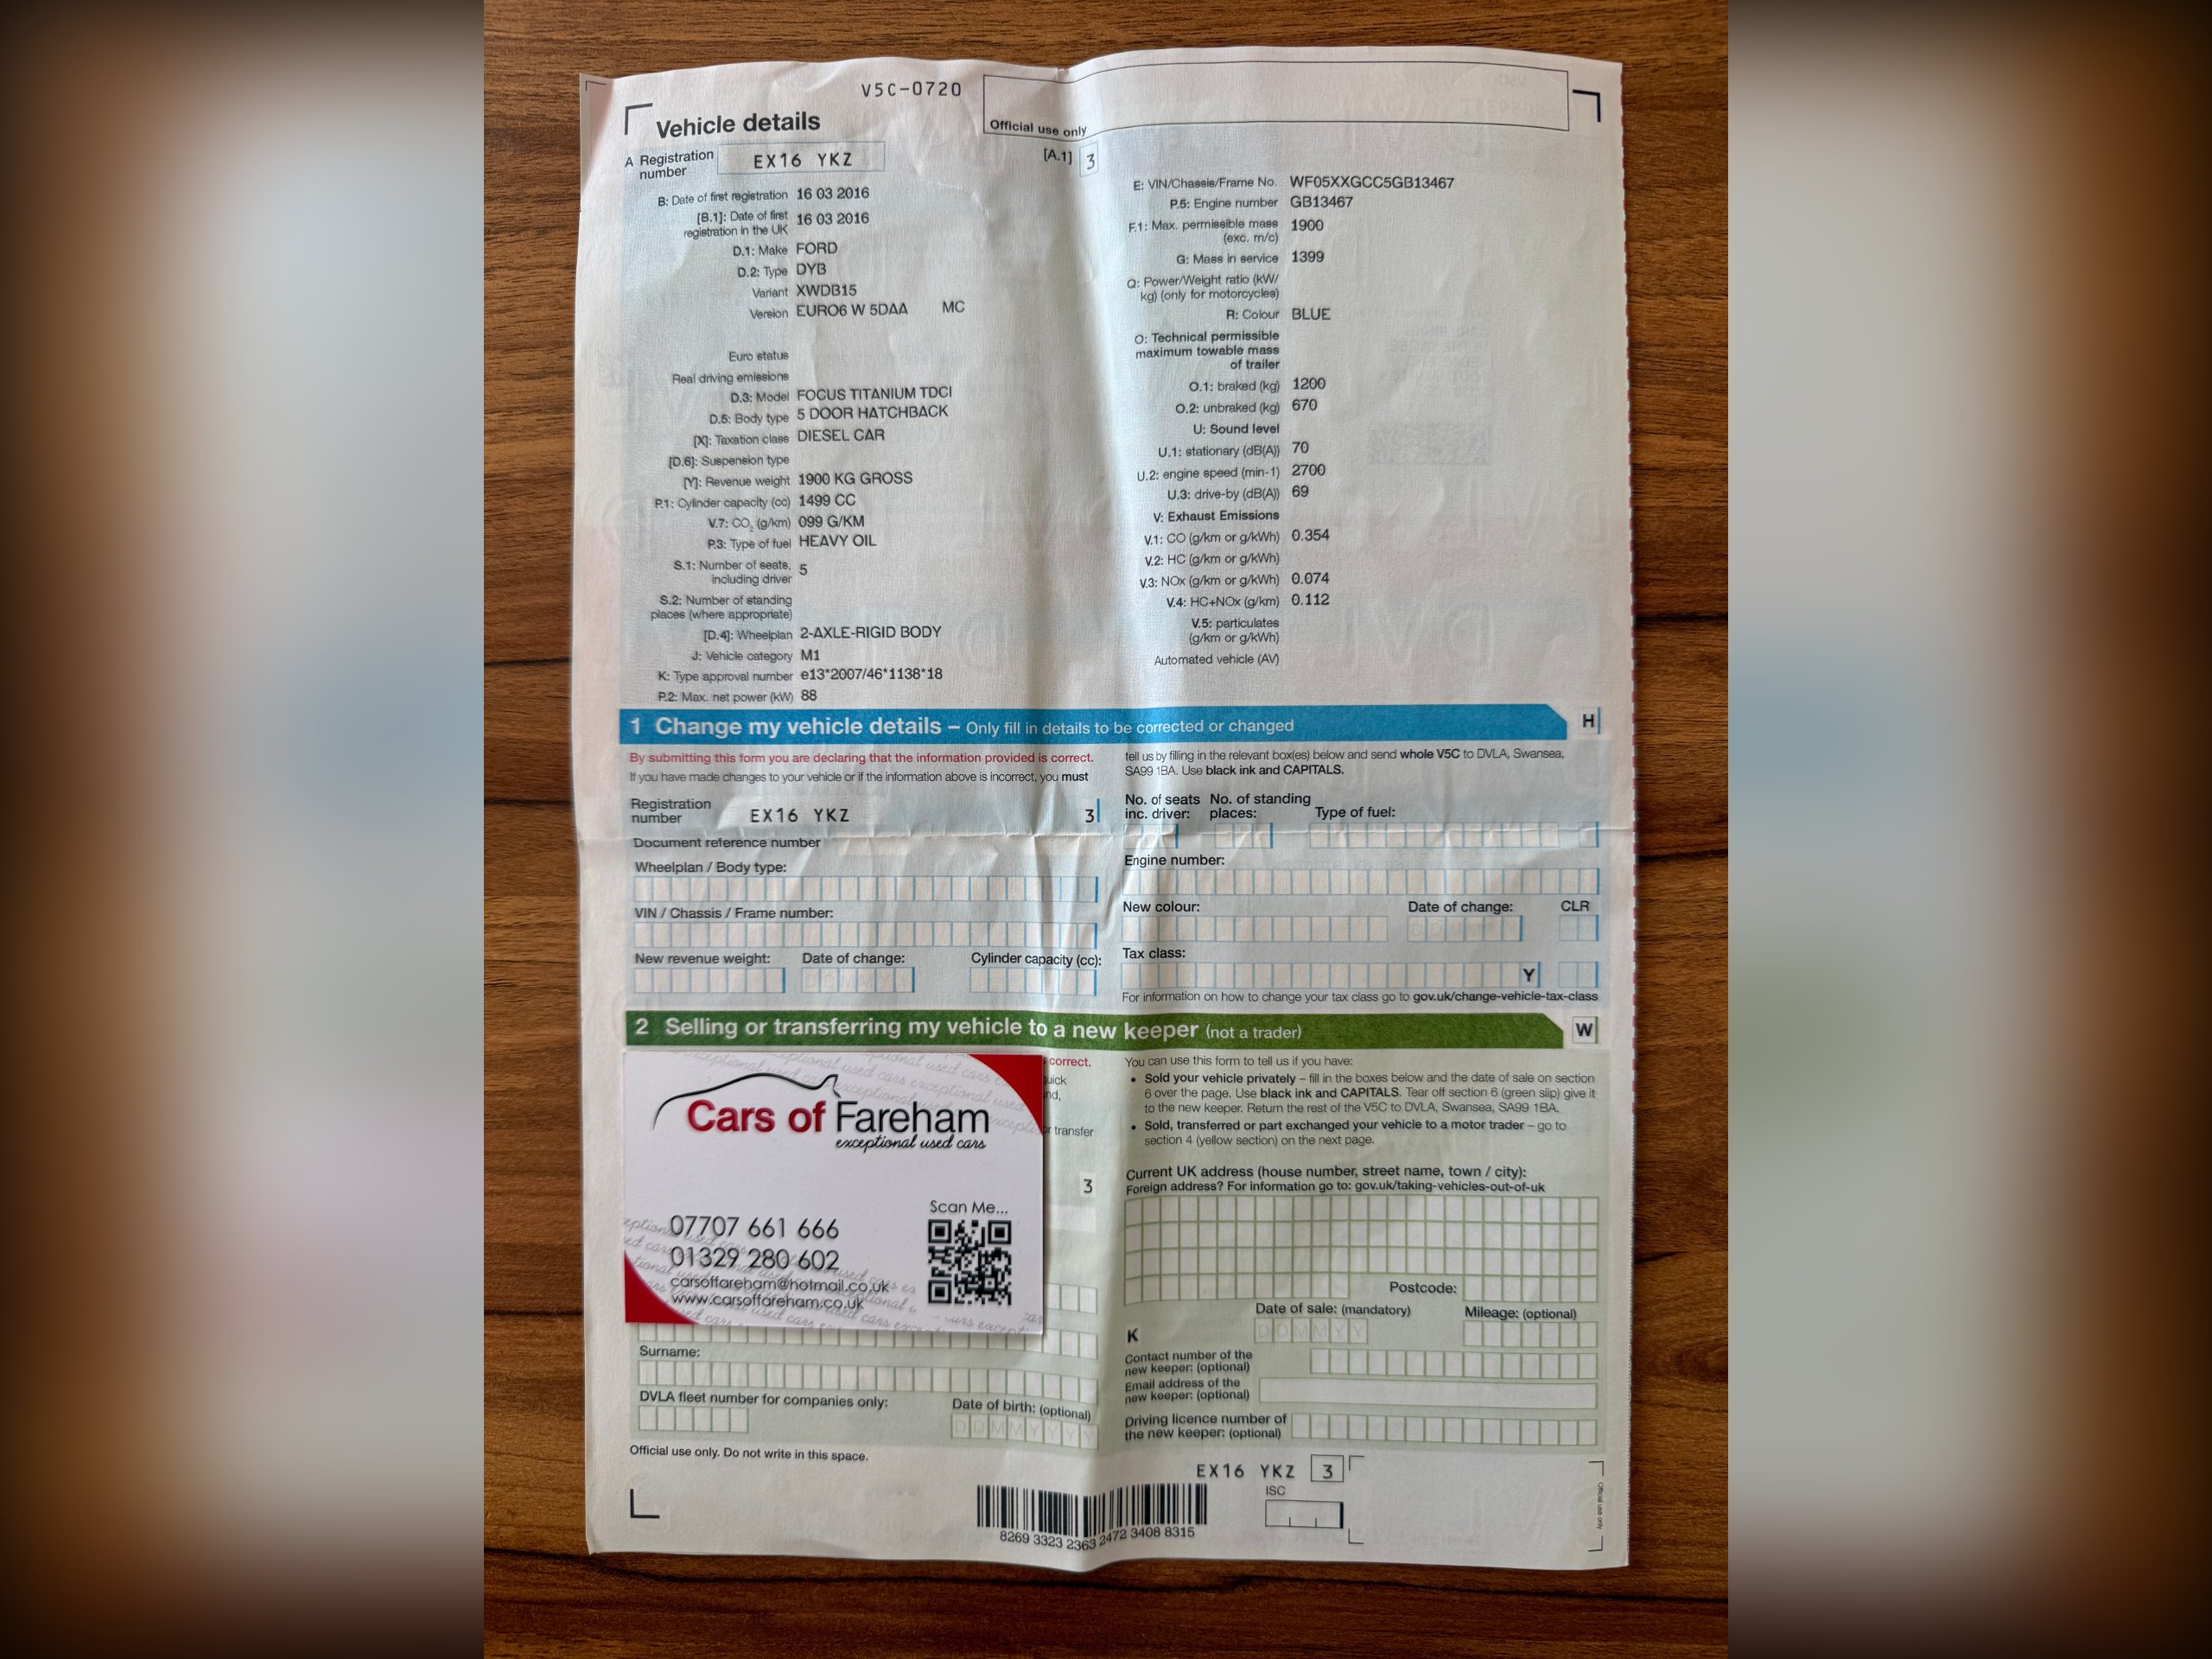 V5C-0720
Vehicle details
Official use only
A Registration number EX16 YKZ
[A.1] 3
B: Date of first registration 16 03 2016
[B.1]: Date of first registration in the UK 16 03 2016
D.1: Make FORD
D.2: Type DYB
Variant XWDB15
Version EURO6 W 5DAA MC
Euro status
Real driving emissions
D.3: Model FOCUS TITANIUM TDCI
D.5: Body type 5 DOOR HATCHBACK
[X]: Taxation class DIESEL CAR
[D.6]: Suspension type
[Y]: Revenue weight 1900 KG GROSS
P.1: Cylinder capacity (cc) 1499 CC
V.7: CO2 (g/km) 099 G/KM
P.3: Type of fuel HEAVY OIL
S.1: Number of seats, including driver 5
S.2: Number of standing places (where appropriate)
[D.4]: Wheelplan 2-AXLE-RIGID BODY
J: Vehicle category M1
K: Type approval number e13*2007/46*1138*18
P.2: Max. net power (kW) 88
E: VIN/Chassis/Frame No. WF05XXGCC5GB13467
P.5: Engine number GB13467
F.1: Max. permissible mass (exc. m/c) 1900
G: Mass in service 1399
Q: Power/Weight ratio (kW/kg) (only for motorcycles)
R: Colour BLUE
O: Technical permissible maximum towable mass of trailer
O.1: braked (kg) 1200
O.2: unbraked (kg) 670
U: Sound level
U.1: stationary (dB(A)) 70
U.2: engine speed (min-1) 2700
U.3: drive-by (dB(A)) 69
V: Exhaust Emissions
V.1: CO (g/km or g/kWh) 0.354
V.2: HC (g/km or g/kWh)
V.3: NOx (g/km or g/kWh) 0.074
V.4: HC+NOx (g/km) 0.112
V.5: particulates (g/km or g/kWh)
Automated vehicle (AV)
1 Change my vehicle details – Only fill in details to be corrected or changed H
By submitting this form you are declaring that the information provided is correct.
If you have made changes to your vehicle or if the information above is incorrect, you must
tell us by filling in the relevant box(es) below and send whole V5C to DVLA, Swansea,
SA99 1BA. Use black ink and CAPITALS.
Registration number EX16 YKZ 3
Document reference number
Wheelplan / Body type:
VIN / Chassis / Frame number:
New revenue weight: Date of change: Cylinder capacity (cc):
No. of seats inc. driver: No. of standing places: Type of fuel:
Engine number:
New colour: Date of change: CLR
Tax class:
Y
For information on how to change your tax class go to gov.uk/change-vehicle-tax-class
2 Selling or transferring my vehicle to a new keeper (not a trader) W
correct.
or transfer
3
Cars of Fareham
exceptional used cars
Scan Me...
07707 661 666
01329 280 602
carsoffareham@hotmail.co.uk
www.carsoffareham.co.uk
Surname:
DVLA fleet number for companies only: Date of birth: (optional)
DDMMYYYY
Official use only. Do not write in this space.
You can use this form to tell us if you have:
• Sold your vehicle privately – fill in the boxes below and the date of sale on section
6 over the page. Use black ink and CAPITALS. Tear off section 6 (green slip) give it
to the new keeper. Return the rest of the V5C to DVLA, Swansea, SA99 1BA.
• Sold, transferred or part exchanged your vehicle to a motor trader – go to
section 4 (yellow section) on the next page.
Current UK address (house number, street name, town / city):
Foreign address? For information go to: gov.uk/taking-vehicles-out-of-uk
Postcode:
Date of sale: (mandatory) Mileage: (optional)
K DDMMYY
Contact number of the new keeper: (optional)
Email address of the new keeper: (optional)
Driving licence number of the new keeper: (optional)
EX16 YKZ 3
ISC
8269 3323 2363 2472 3408 8315
Official use only